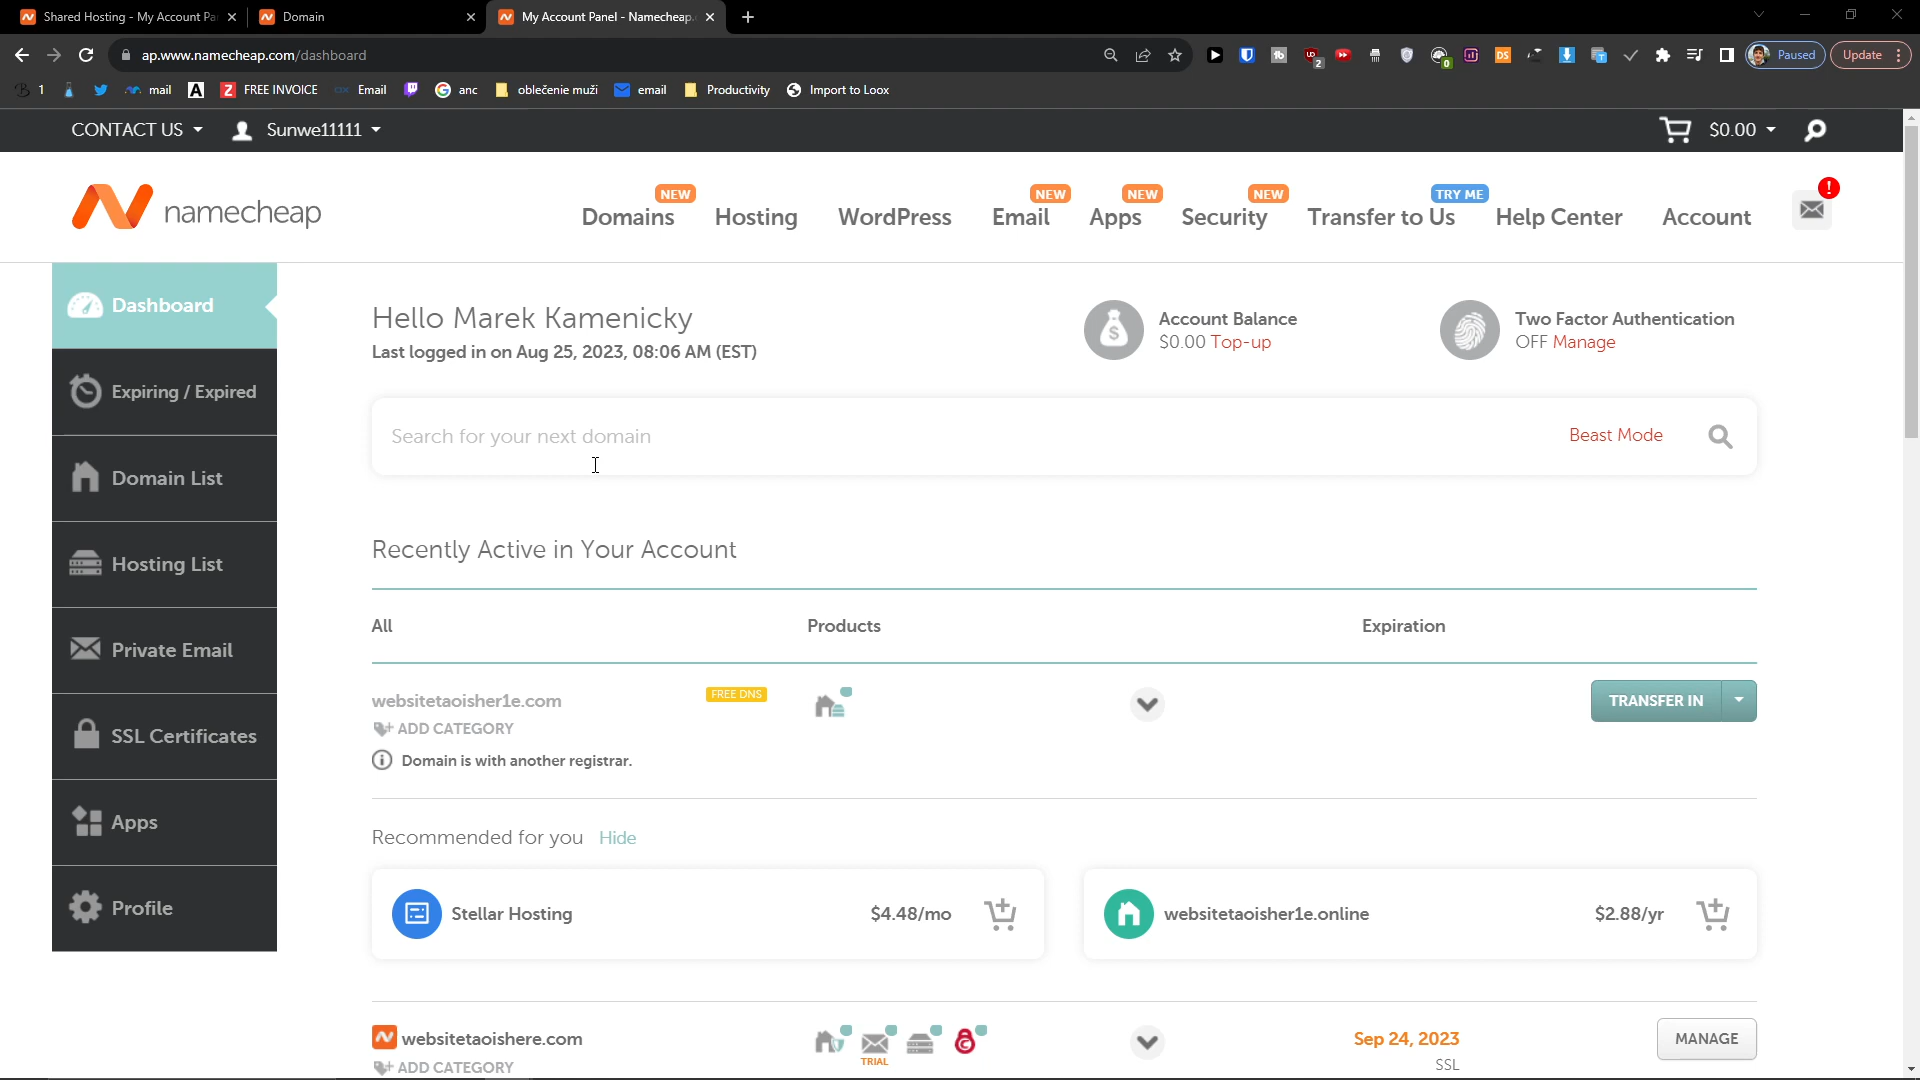 Shared Hosting - My Account Pa
Domain
My Account Panel - Namecheap.
ap.www.namecheap.com/dashboard
Paused
Update
1
mail
FREE INVOICE
Email
anc
oblečenie muži
email
Productivity
Import to Loox
CONTACT US
Sunwe11111
$0.00
namecheap
NEW
NEW
NEW
NEW
TRY ME
Domains
Hosting
WordPress
Email
Apps
Security
Transfer to Us
Help Center
Account
Dashboard
Expiring / Expired
Domain List
Hosting List
Private Email
SSL Certificates
Apps
Profile
Hello Marek Kamenicky
Last logged in on Aug 25, 2023, 08:06 AM (EST)
Account Balance
$0.00 Top-up
Two Factor Authentication
OFF Manage
Search for your next domain
Beast Mode
Recently Active in Your Account
All
Products
Expiration
websitetaoisher1e.com
FREE DNS
TRANSFER IN
ADD CATEGORY
Domain is with another registrar.
Recommended for you Hide
Stellar Hosting
$4.48/mo
websitetaoisher1e.online
$2.88/yr
websitetaoishere.com
TRIAL
Sep 24, 2023
SSL
MANAGE
ADD CATEGORY